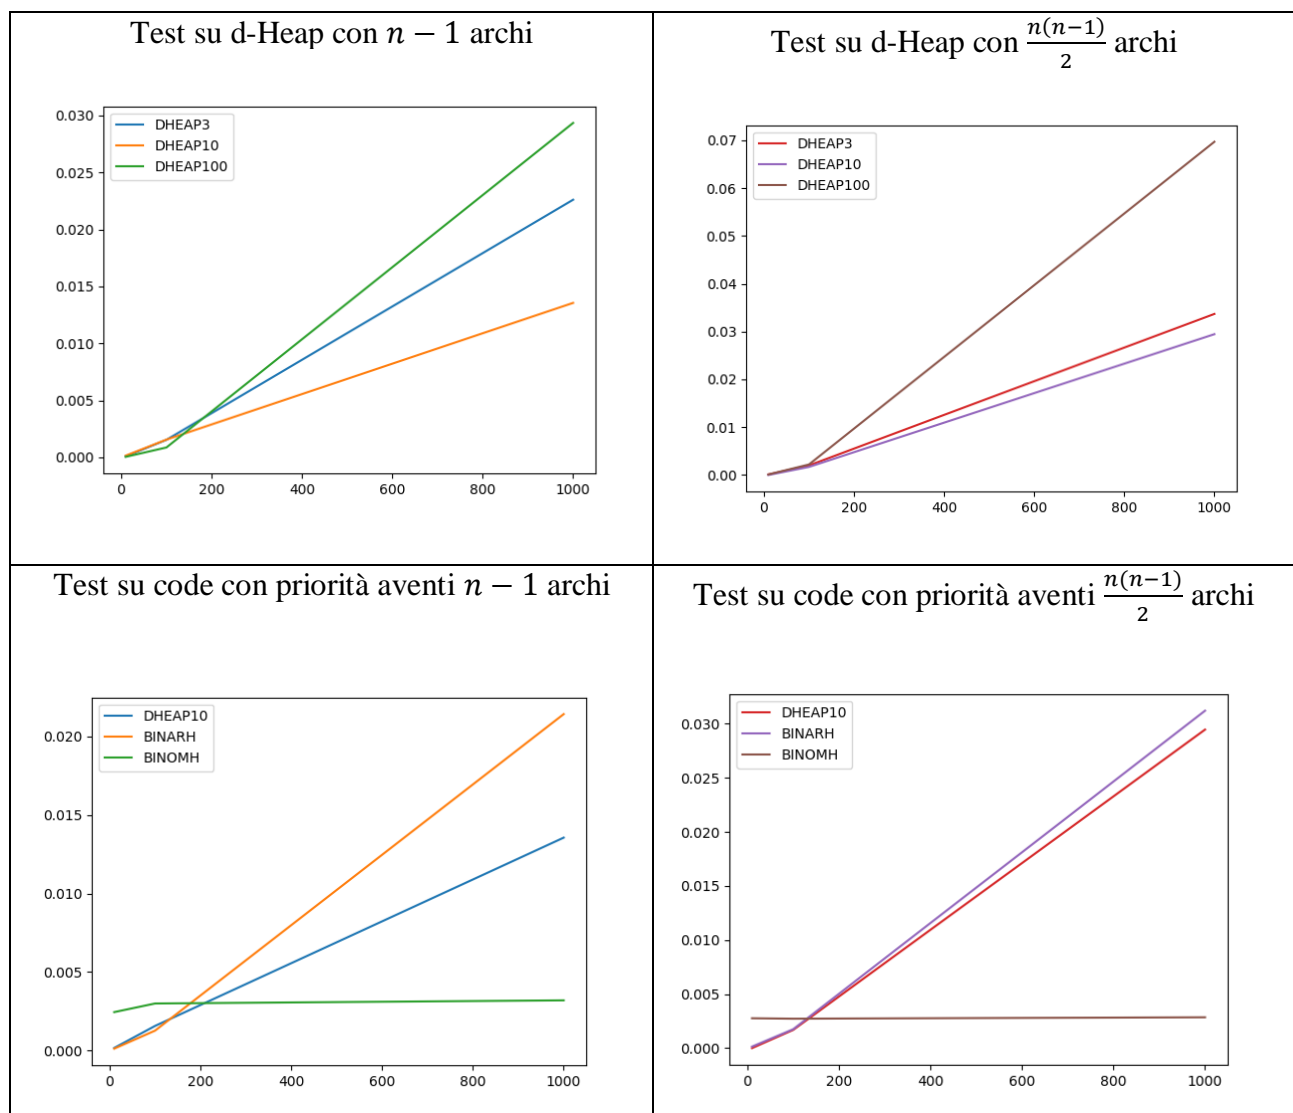 Test su d-Heap con n − 1 archi
0.030
0.025
0.020
0.015
0.010
0.005
0.000
DHEAP3
DHEAP10
DHEAP100
0 200 400 600 800 1000
Test su d-Heap con n(n−1)/2 archi
0.07
0.06
0.05
0.04
0.03
0.02
0.01
0.00
DHEAP3
DHEAP10
DHEAP100
0 200 400 600 800 1000
Test su code con priorità aventi n − 1 archi
0.020
0.015
0.010
0.005
0.000
DHEAP10
BINARH
BINOMH
0 200 400 600 800 1000
Test su code con priorità aventi n(n−1)/2 archi
0.030
0.025
0.020
0.015
0.010
0.005
0.000
DHEAP10
BINARH
BINOMH
0 200 400 600 800 1000